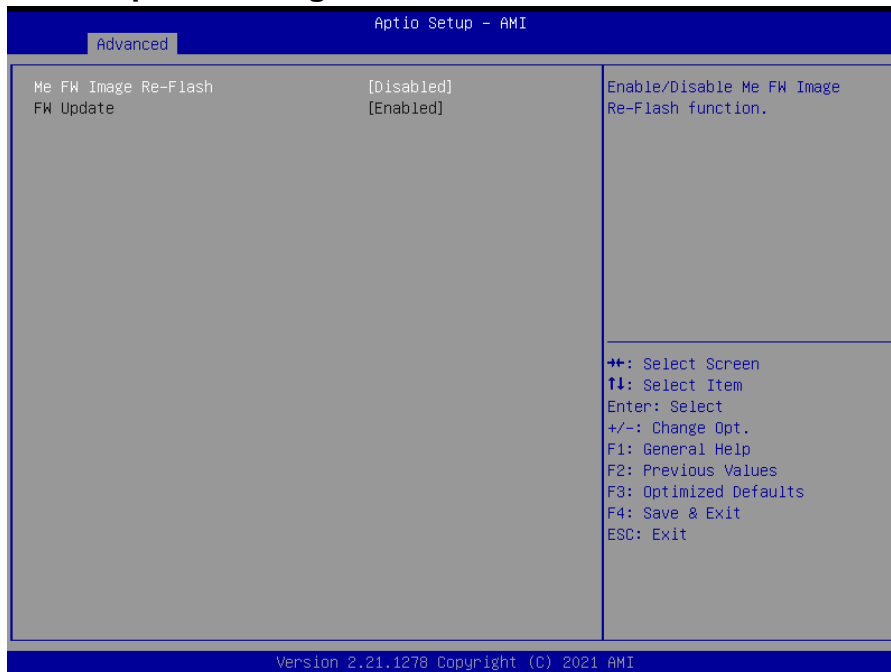 Aptio Setup – AMI
Advanced
Me FW Image Re-Flash [Disabled]
FW Update [Enabled]
Enable/Disable Me FW Image
Re-Flash function.
→←: Select Screen
↑↓: Select Item
Enter: Select
+/-: Change Opt.
F1: General Help
F2: Previous Values
F3: Optimized Defaults
F4: Save & Exit
ESC: Exit
Version 2.21.1278 Copyright (C) 2021 AMI